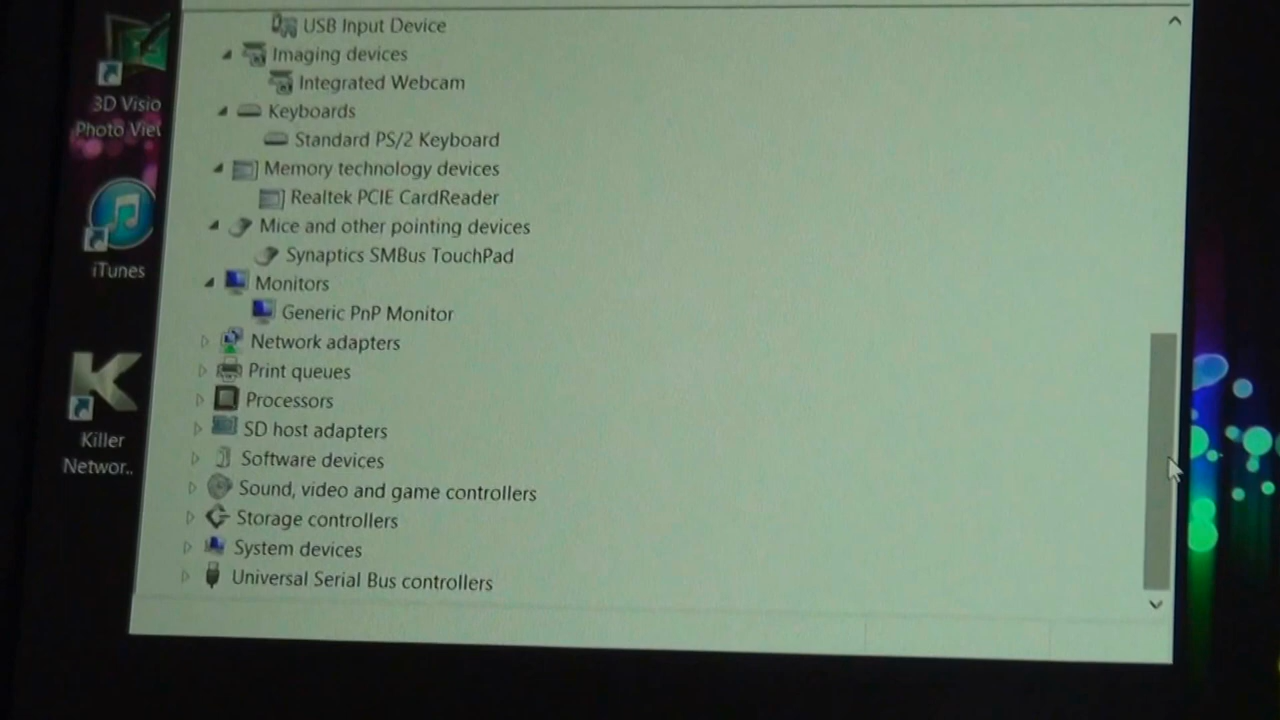 USB Input Device
Imaging devices
Integrated Webcam
Keyboards
Standard PS/2 Keyboard
Memory technology devices
Realtek PCIE CardReader
Mice and other pointing devices
Synaptics SMBus TouchPad
Monitors
Generic PnP Monitor
Network adapters
Print queues
Processors
SD host adapters
Software devices
Sound, video and game controllers
Storage controllers
System devices
Universal Serial Bus controllers
3D Visio
Photo Viet
iTunes
Killer
Networ..